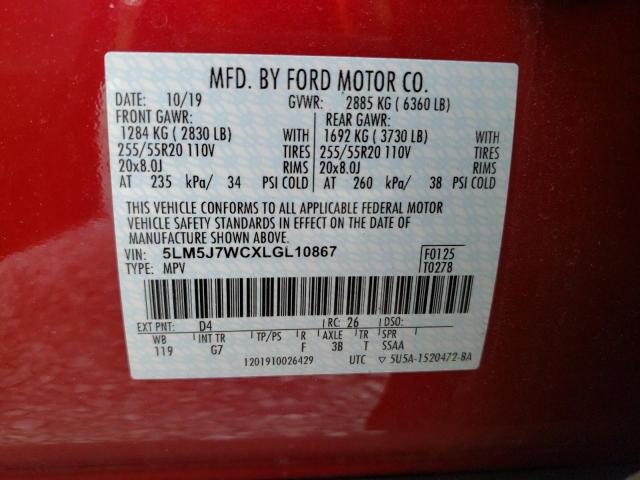 MFD. BY FORD MOTOR CO.
DATE: 10/19 GVWR: 2885 KG ( 6360 LB)
FRONT GAWR: REAR GAWR:
1284 KG ( 2830 LB) WITH 1692 KG ( 3730 LB) WITH
255/55R20 110V TIRES 255/55R20 110V TIRES
20x8.0J RIMS 20x8.0J RIMS
AT 235 kPa/ 34 PSI COLD AT 260 kPa/ 38 PSI COLD
THIS VEHICLE CONFORMS TO ALL APPLICABLE FEDERAL MOTOR
VEHICLE SAFETY STANDARDS IN EFFECT ON THE DATE OF
MANUFACTURE SHOWN ABOVE.
VIN: 5LM5J7WCXLGL10867 F0125
TYPE: MPV T0278
EXT PNT: D4 RC: 26 DSO:
WB INT TR TP/PS R AXLE TR SPR
119 G7 F 3B T SSAA
1201910026429 UTC ▽ 5U5A-1520472-BA